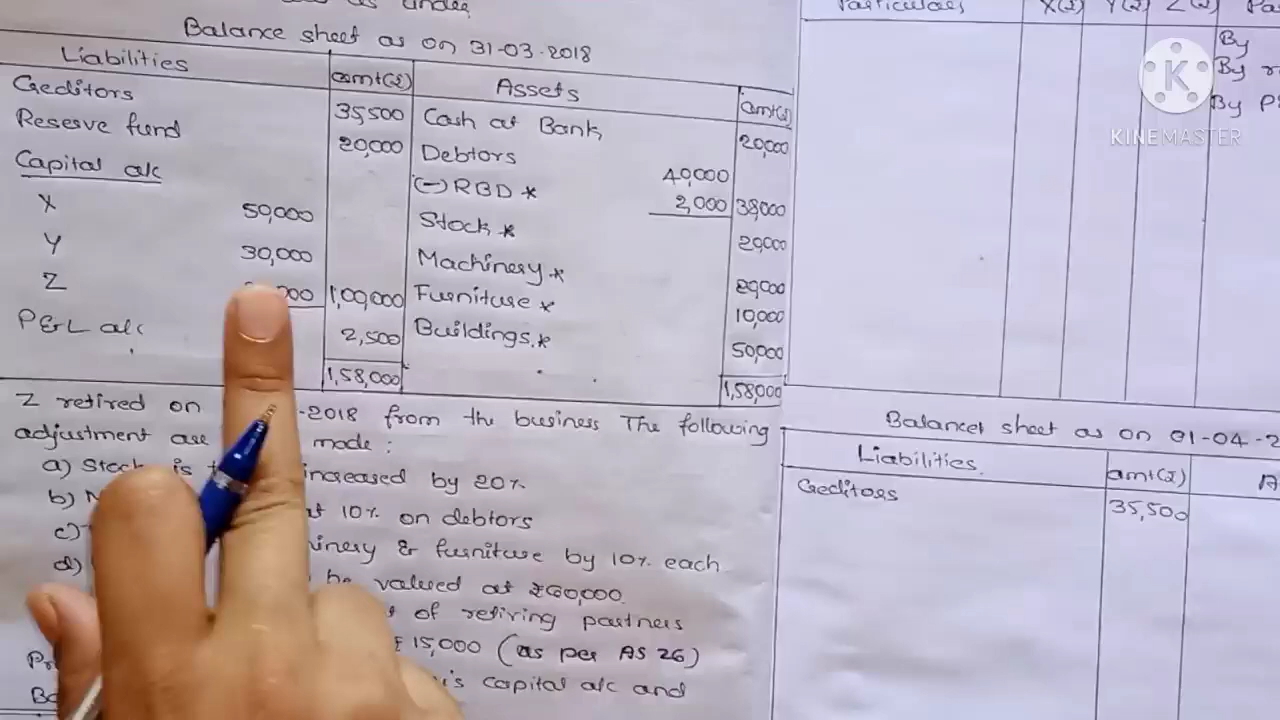 as under
Balance sheet as on 31-03-2018
Liabilities amt(₹) Assets amt(₹)
Creditors 35,500 Cash at Bank 20,000
Reserve fund 20,000 Debtors 40,000
Capital a/c (-) RBD * 2,000 38,000
X 50,000 Stock * 20,000
Y 30,000 Machinery * 20,000
Z 1,00,000 Furniture * 10,000
P&L a/c 2,500 Buildings * 50,000
1,58,000 1,58,000
Z retired on -2018 from the business The following
adjustment are made :
a) Stock is increased by 20%
b) at 10% on debtors
c) & furniture by 10% each
d) be valued at ₹60,000
of retiring partners
₹ 15,000 (as per AS 26)
capital a/c and
Particulars X(₹) Y(₹) Z(₹)
By
By
By
KINEMASTER
Balance sheet as on 01-04-2
Liabilities amt(₹) A
Creditors 35,500